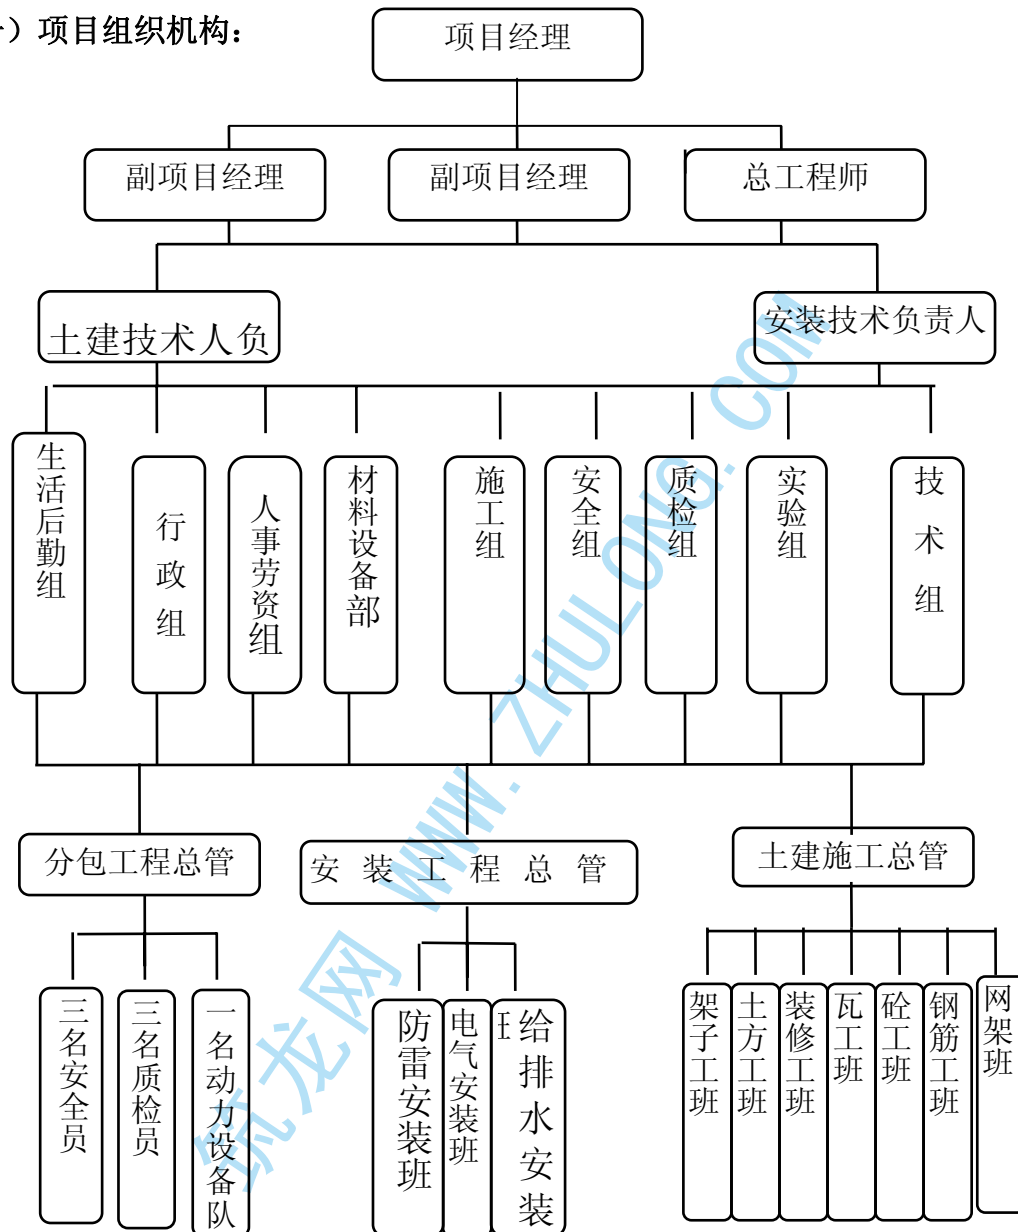 ）项目组织机构：
项目经理
副项目经理
副项目经理
总工程师
土建技术人负
安装技术负责人
生活后勤组
行政组
人事劳资组
材料设备部
施工组
安全组
质检组
实验组
技术组
分包工程总管
安装工程总管
土建施工总管
三名安全员
三名质检员
一名动力设备队
防雷安装班
电气安装班
给排水安装
班
架子工班
土方工班
装修工班
瓦工班
砼工班
钢筋工班
网架班
筑龙网 WWW.ZHULONG.COM